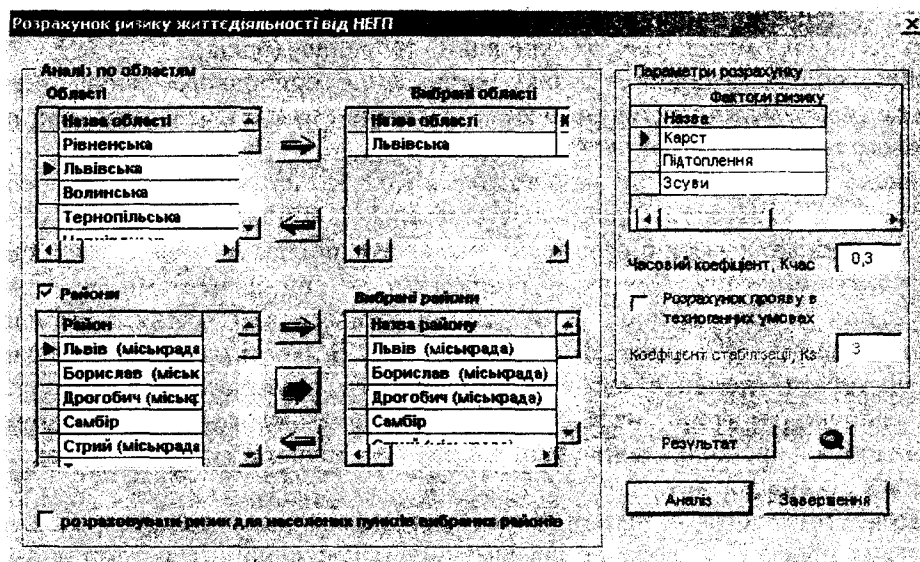 Розрахунок ризику життєдіяльності від НЕГП
Аналіз по областям
Області
Назва області
Рівненська
Львівська
Волинська
Тернопільська
Вибрані області
Назва області К
Львівська
Районы
Район
Львів (міськрада
Борислав (міськ
Дрогобич (міськр
Самбір
Стрий (міськрада
Вибрані райони
Назва району
Львів (міськрада)
Борислав (міськрада)
Дрогобич (міськрада)
Самбір
розраховувати ризик для населених пунктів вибраних районів
Параметри розрахунку
Фактори ризику
Назва
Карст
Підтоплення
Зсуви
Часовий коефіцієнт, Кчас 0,3
Розрахунок прояву в
техногенних умовах
Коефіцієнт стабілізації, Кs 3
Результат
Аналіз
Завершення